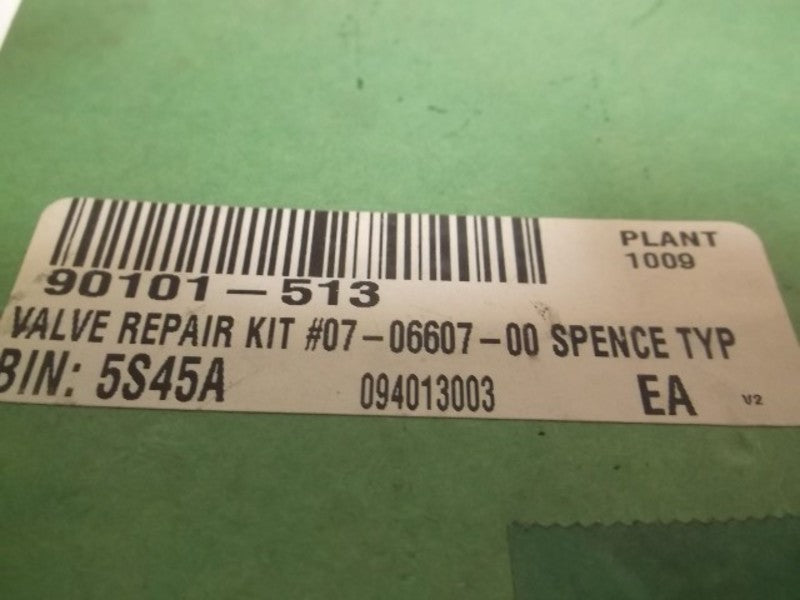 PLANT
1009
90101-513
VALVE REPAIR KIT #07-06607-00 SPENCE TYP
BIN: 5S45A 094013003 EA V2